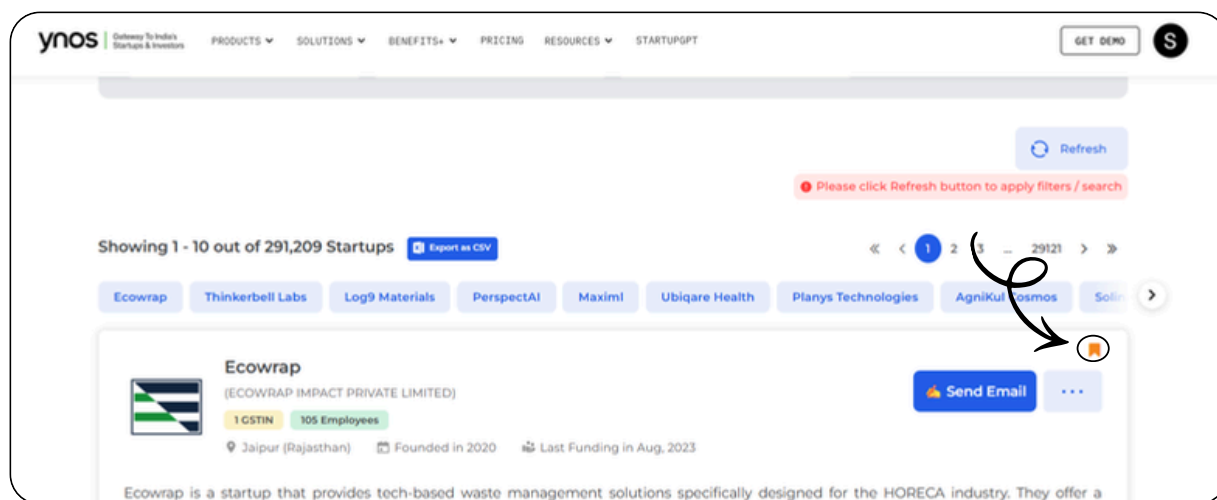 ynos Gateway To India's
Startups & Investors
PRODUCTS SOLUTIONS BENEFITS+ PRICING RESOURCES STARTUPGPT GET DEMO S
Refresh
Please click Refresh button to apply filters / search
Showing 1 - 10 out of 291,209 Startups Export as CSV « < 1 2 3 ... 29121 > »
Ecowrap Thinkerbell Labs Log9 Materials PerspectAI Maximl Ubiqare Health Planys Technologies AgniKul Cosmos >
Ecowrap
(ECOWRAP IMPACT PRIVATE LIMITED)
Send Email ...
1 GSTIN 105 Employees
Jaipur (Rajasthan) Founded in 2020 Last Funding in Aug, 2023
Ecowrap is a startup that provides tech-based waste management solutions specifically designed for the HORECA industry. They offer a